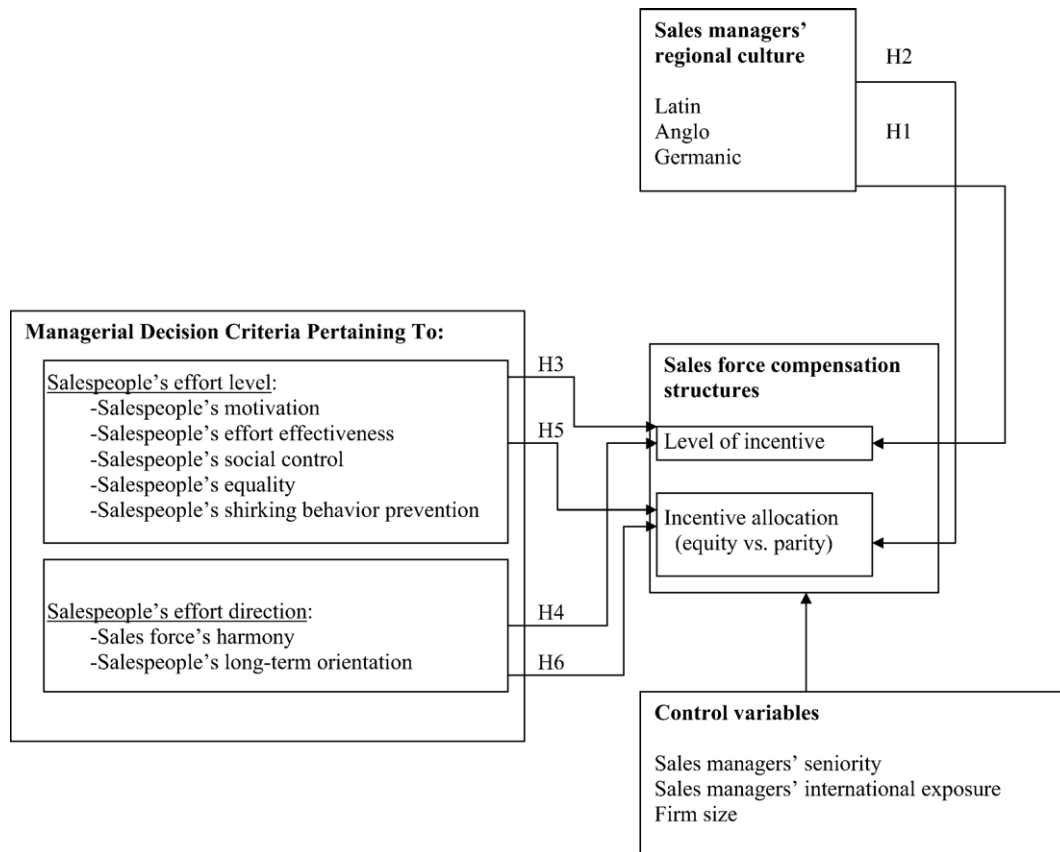 Sales managers’
regional culture
Latin
Anglo
Germanic
H2
H1
Managerial Decision Criteria Pertaining To:
Salespeople’s effort level:
-Salespeople’s motivation
-Salespeople’s effort effectiveness
-Salespeople’s social control
-Salespeople’s equality
-Salespeople’s shirking behavior prevention
Salespeople’s effort direction:
-Sales force’s harmony
-Salespeople’s long-term orientation
H3
H5
H4
H6
Sales force compensation
structures
Level of incentive
Incentive allocation
(equity vs. parity)
Control variables
Sales managers’ seniority
Sales managers’ international exposure
Firm size